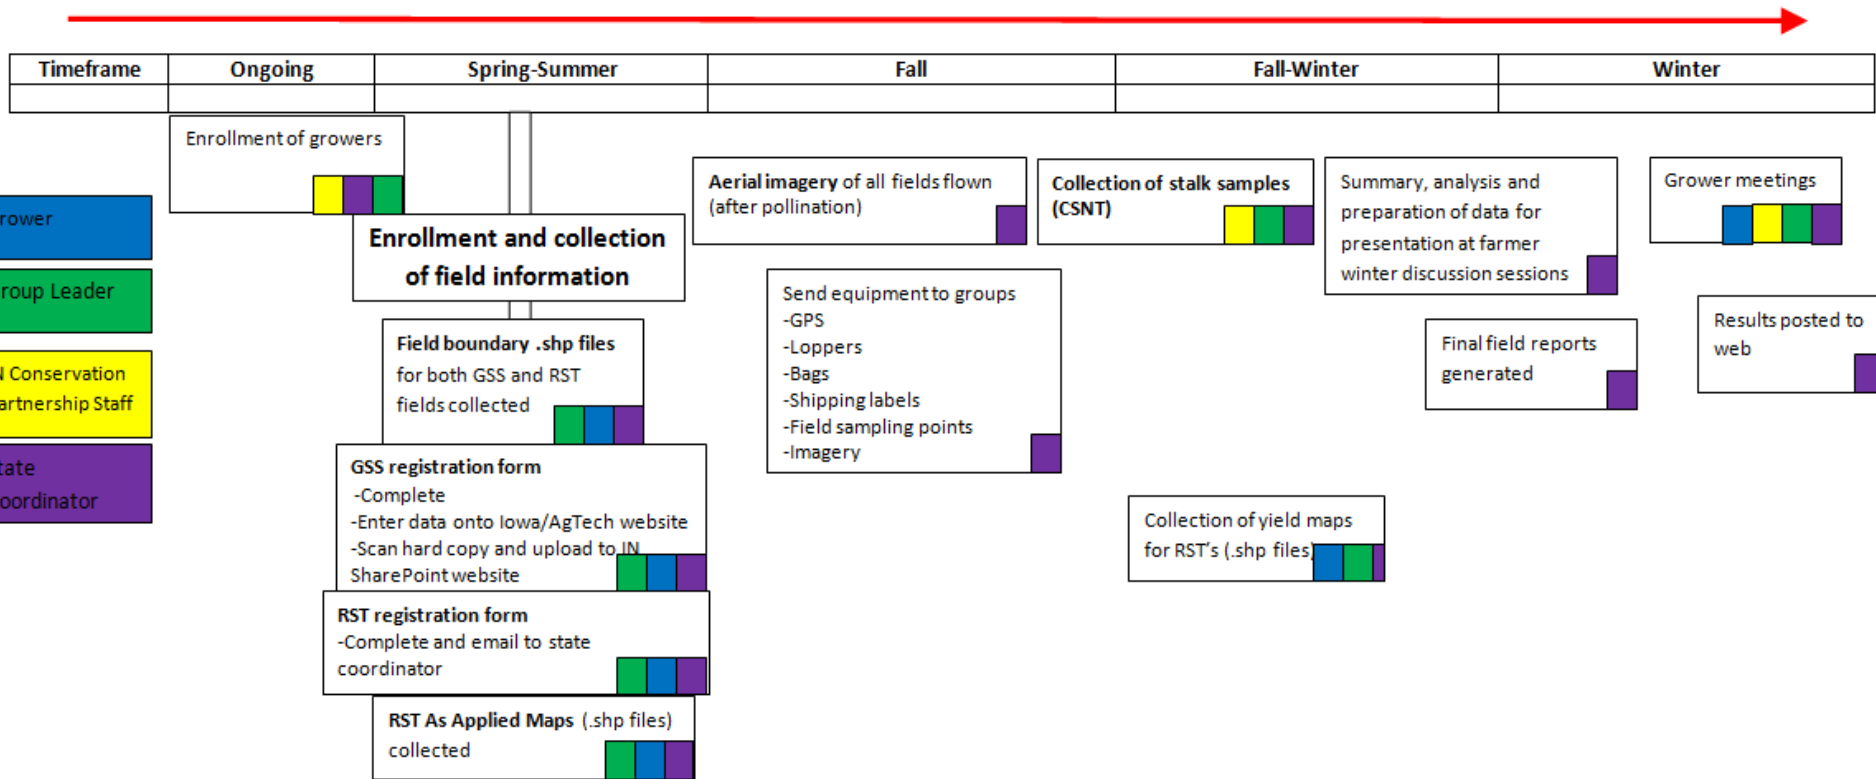 Timeframe Ongoing Spring-Summer Fall Fall-Winter Winter
rower
roup Leader
N Conservation
artnership Staff
tate
oordinator
Enrollment of growers
Enrollment and collection
of field information
Field boundary .shp files
for both GSS and RST
fields collected
GSS registration form
-Complete
-Enter data onto Iowa/AgTech website
-Scan hard copy and upload to IN
SharePoint website
RST registration form
-Complete and email to state
coordinator
RST As Applied Maps (.shp files)
collected
Aerial imagery of all fields flown
(after pollination)
Send equipment to groups
-GPS
-Loppers
-Bags
-Shipping labels
-Field sampling points
-Imagery
Collection of stalk samples
(CSNT)
Collection of yield maps
for RST's (.shp files)
Summary, analysis and
preparation of data for
presentation at farmer
winter discussion sessions
Final field reports
generated
Grower meetings
Results posted to
web